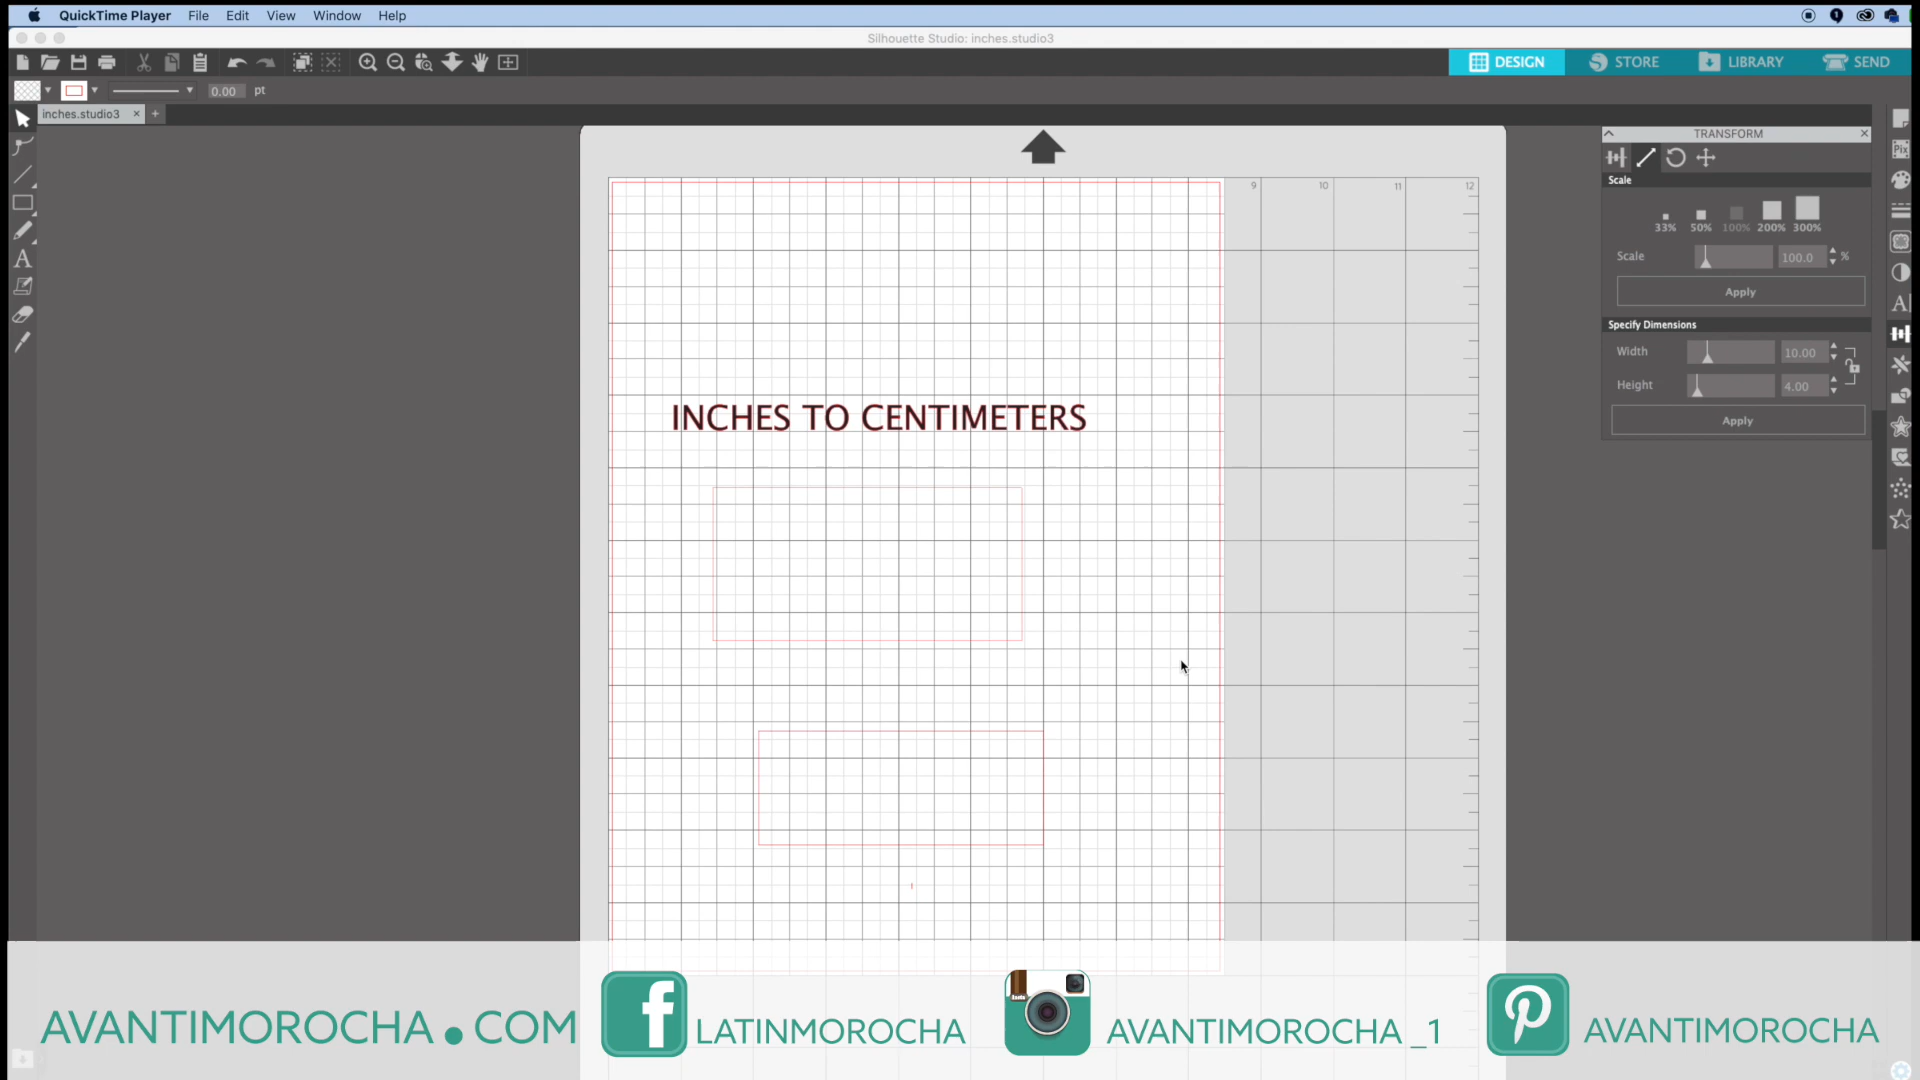 QuickTime Player File Edit View Window Help
Silhouette Studio: inches.studio3
DESIGN STORE LIBRARY SEND
0.00 pt
inches.studio3
TRANSFORM
Scale
33% 50% 100% 200% 300%
Scale 100.0 %
Apply
Specify Dimensions
Width 10.00
Height 4.00
Apply
9 10 11 12
INCHES TO CENTIMETERS
AVANTIMOROCHA.COM
LATINMOROCHA
AVANTIMOROCHA_1
AVANTIMOROCHA